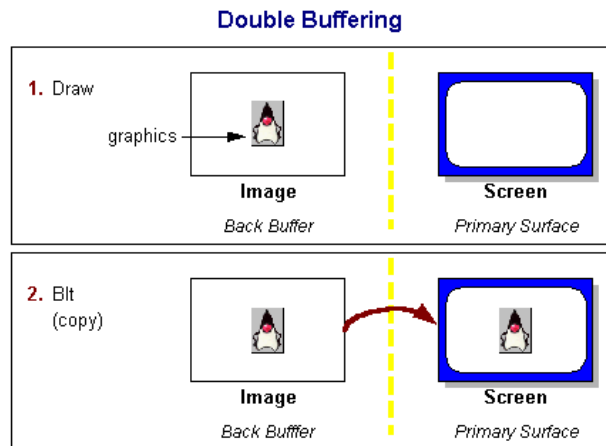 Double Buffering
1. Draw
graphics
Image
Screen
Back Buffer
Primary Surface
2. Blt
(copy)
Image
Screen
Back Bufffer
Primary Surface